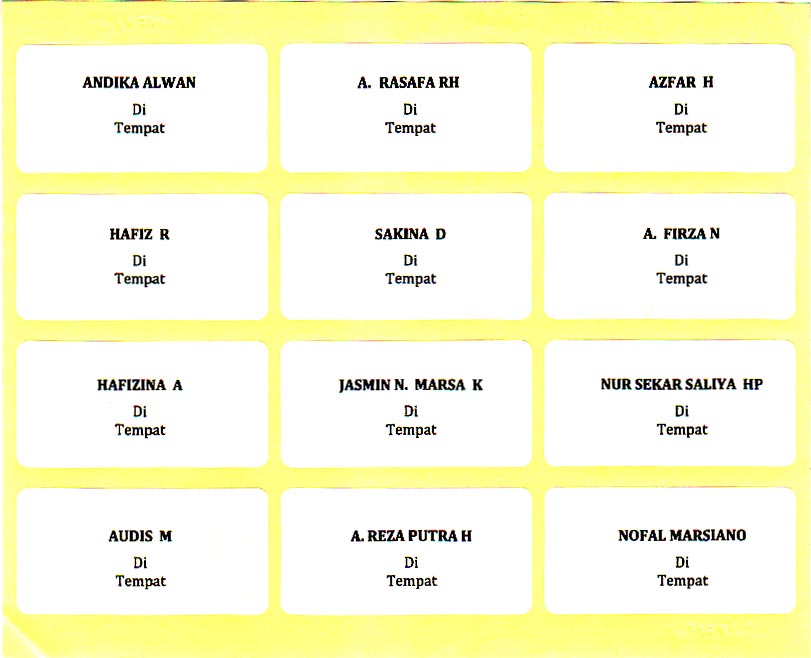 ANDIKA ALWAN
Di
Tempat
A. RASAFA RH
Di
Tempat
AZFAR H
Di
Tempat
HAFIZ R
Di
Tempat
SAKINA D
Di
Tempat
A. FIRZA N
Di
Tempat
HAFIZINA A
Di
Tempat
JASMIN N. MARSA K
Di
Tempat
NUR SEKAR SALIYA HP
Di
Tempat
AUDIS M
Di
Tempat
A. REZA PUTRA H
Di
Tempat
NOFAL MARSIANO
Di
Tempat